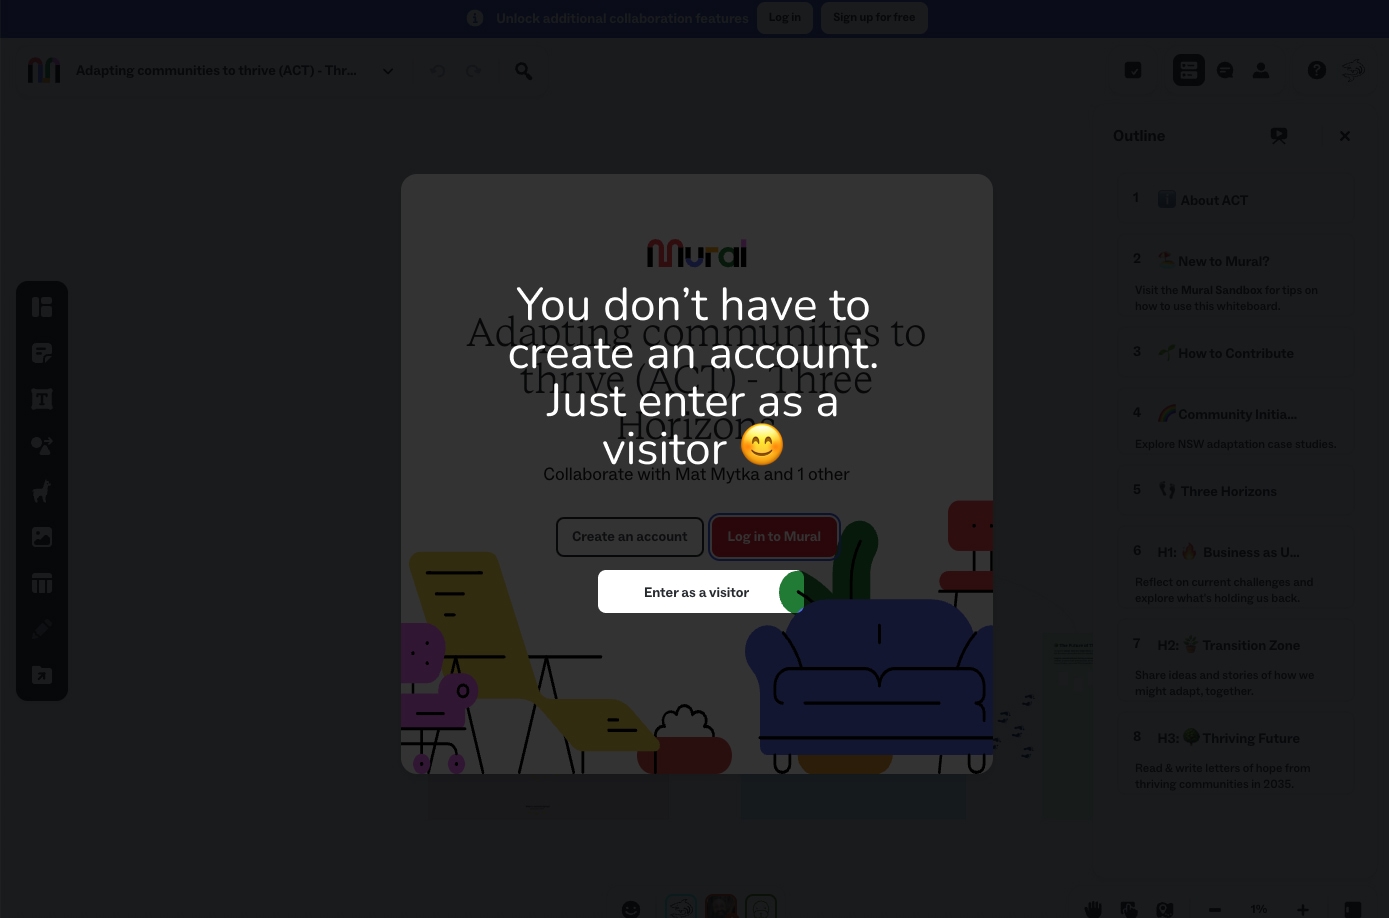 Unlock additional collaboration features
Log in
Sign up for free
Adapting communities to thrive (ACT) - Thr...
Outline
1 About ACT
2 New to Mural?
Visit the Mural Sandbox for tips on
how to use this whiteboard.
3 How to Contribute
4 Community Initia...
Explore NSW adaptation case studies.
5 Three Horizons
6 H1: 🔥 Business as U...
Reflect on current challenges and
explore what's holding us back.
7 H2: Transition Zone
Share ideas and stories of how we
might adapt, together.
8 H3: Thriving Future
Read & write letters of hope from
thriving communities in 2035.
mural
Adapting communities to
thrive (ACT) - Three
Horizons
You don’t have to
create an account.
Just enter as a
visitor 😊
Collaborate with Mat Mytka and 1 other
Create an account
Log in to Mural
Enter as a visitor
1%